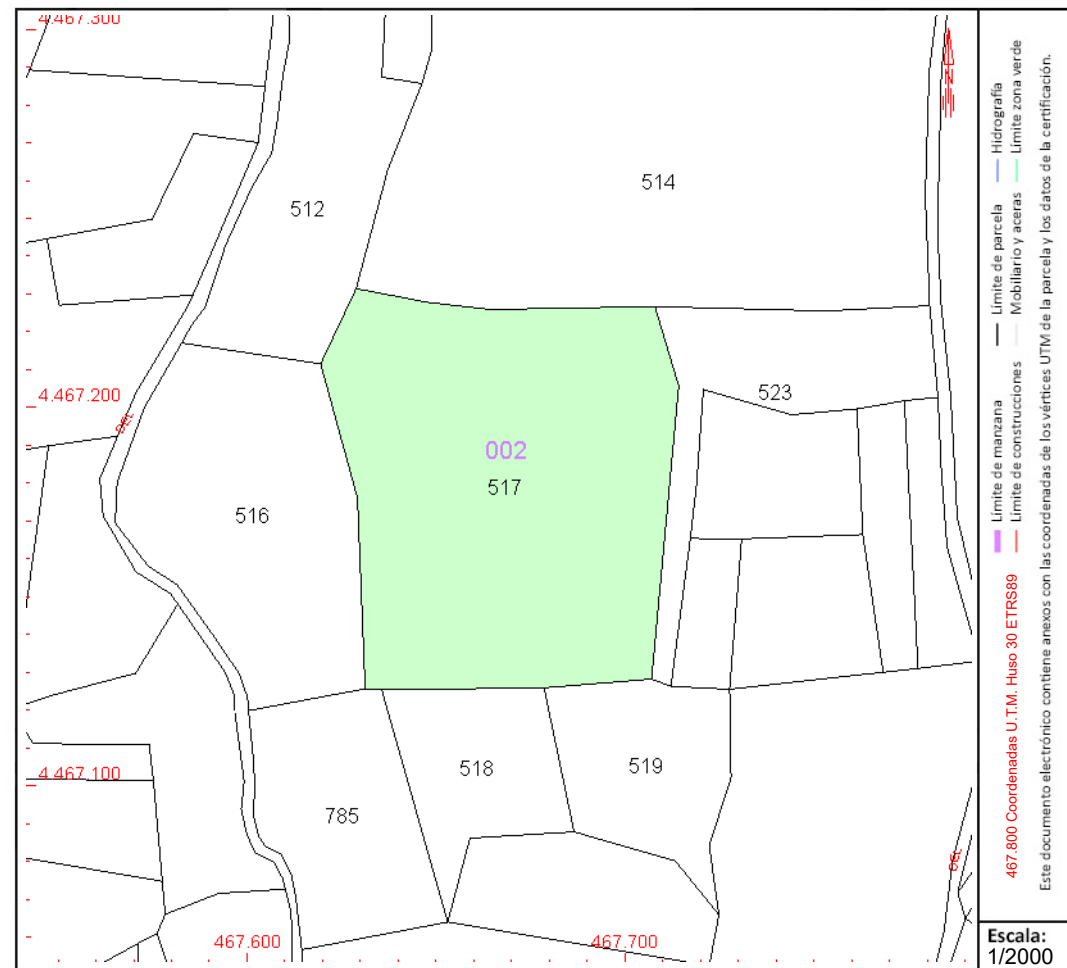 4.467.300
512
514
4.467.200
523
DEL
002
517
516
4.467.100
518
519
785
DEL
467.600
467.700
Hidrografía
Límite zona verde
Límite de parcela
Mobiliario y aceras
Límite de manzana
Límite de construcciones
467.800 Coordenadas U.T.M. Huso 30 ETRS89
Este documento electrónico contiene anexos con las coordenadas de los vértices UTM de la parcela y los datos de la certificación.
Escala:
1/2000